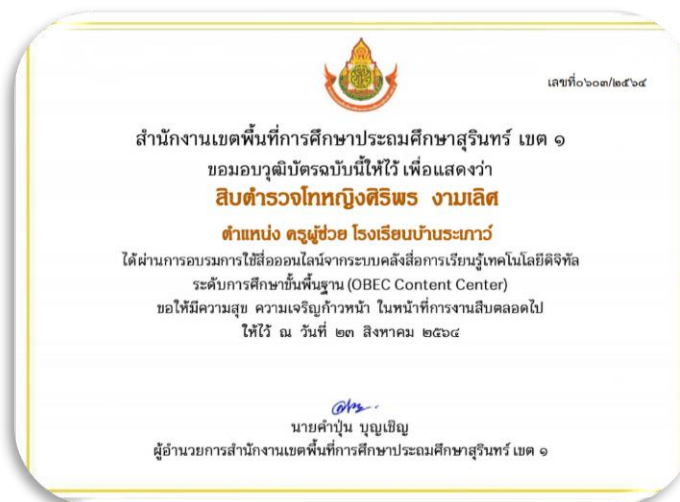 เลขที่๐๖๐๓/๒๕๖๔
สำนักงานเขตพื้นที่การศึกษาประถมศึกษาสุรินทร์ เขต ๑
ขอมอบวุฒิบัตรฉบับนี้ให้ไว้ เพื่อแสดงว่า
สิบตำรวจโทหญิงศิริพร งามเลิศ
ตำแหน่ง ครูผู้ช่วย โรงเรียนบ้านระเภาว์
ได้ผ่านการอบรมการใช้สื่อออนไลน์จากระบบคลังสื่อการเรียนรู้เทคโนโลยีดิจิทัล
ระดับการศึกษาขั้นพื้นฐาน (OBEC Content Center)
ขอให้มีความสุข ความเจริญก้าวหน้า ในหน้าที่การงานสืบตลอดไป
ให้ไว้ ณ วันที่ ๒๓ สิงหาคม ๒๕๖๔
นายคำปุ่น บุญเชิญ
ผู้อำนวยการสำนักงานเขตพื้นที่การศึกษาประถมศึกษาสุรินทร์ เขต ๑